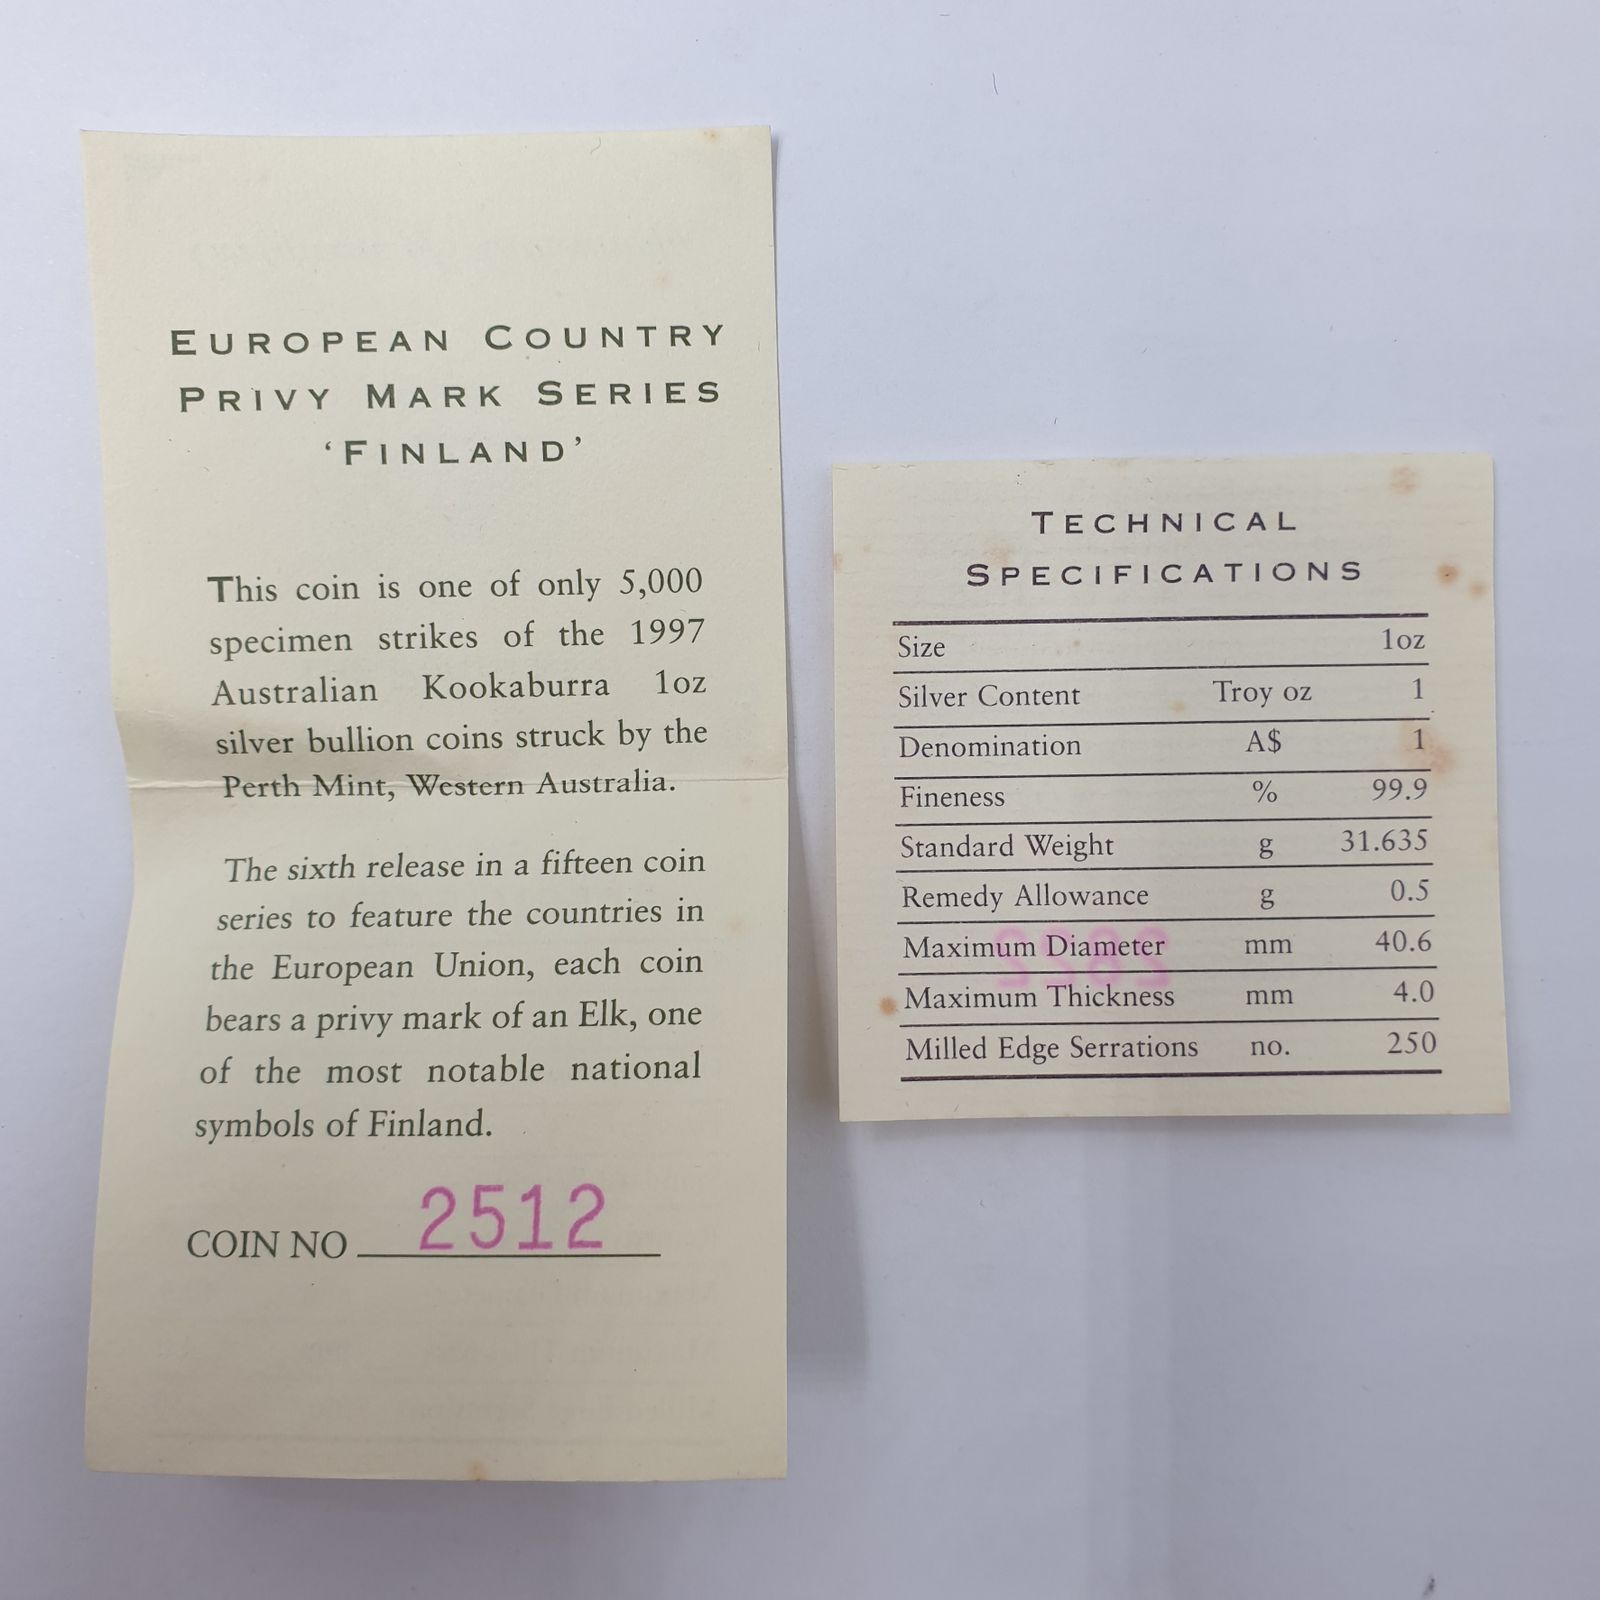 EUROPEAN COUNTRY
PRIVY MARK SERIES
‘FINLAND’
This coin is one of only 5,000
specimen strikes of the 1997
Australian Kookaburra 1oz
silver bullion coins struck by the
Perth Mint, Western Australia.
The sixth release in a fifteen coin
series to feature the countries in
the European Union, each coin
bears a privy mark of an Elk, one
of the most notable national
symbols of Finland.
COIN NO 2512
TECHNICAL
SPECIFICATIONS
Size 1oz
Silver Content Troy oz 1
Denomination A$ 1
Fineness % 99.9
Standard Weight g 31.635
Remedy Allowance g 0.5
Maximum Diameter mm 40.6
Maximum Thickness mm 4.0
Milled Edge Serrations no. 250